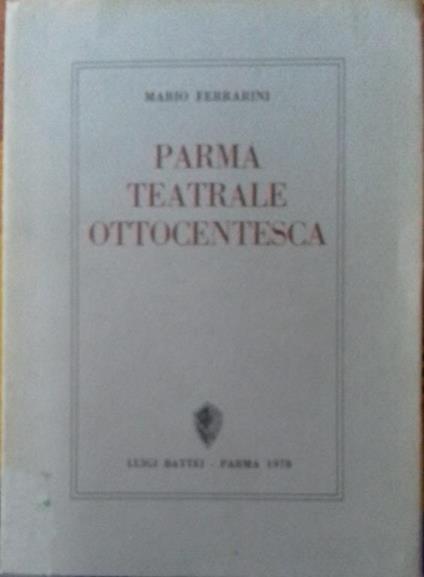 MARIO FERRARINI
PARMA
TEATRALE
OTTOCENTESCA
LUIGI BATTEI - PARMA 1978